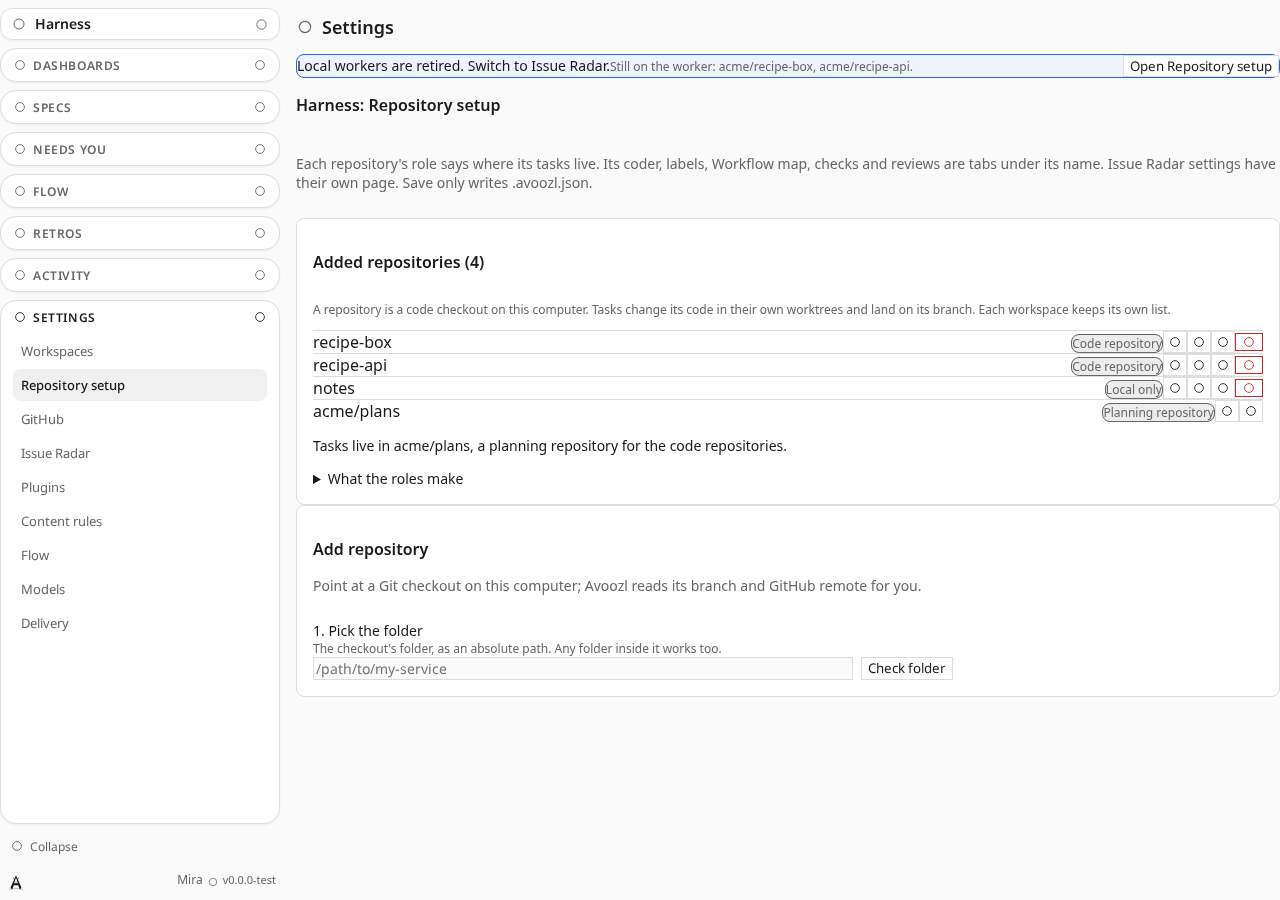 Harness
DASHBOARDS
SPECS
NEEDS YOU
FLOW
RETROS
ACTIVITY
SETTINGS
Workspaces
Repository setup
GitHub
Issue Radar
Plugins
Content rules
Flow
Models
Delivery
Collapse
A
Mira v0.0.0-test
Settings
Local workers are retired. Switch to Issue Radar.Still on the worker: acme/recipe-box, acme/recipe-api.
Open Repository setup
Harness: Repository setup
Each repository's role says where its tasks live. Its coder, labels, Workflow map, checks and reviews are tabs under its name. Issue Radar settings have
their own page. Save only writes .avoozl.json.
Added repositories (4)
A repository is a code checkout on this computer. Tasks change its code in their own worktrees and land on its branch. Each workspace keeps its own list.
recipe-box Code repository
recipe-api Code repository
notes Local only
acme/plans Planning repository
Tasks live in acme/plans, a planning repository for the code repositories.
What the roles make
Add repository
Point at a Git checkout on this computer; Avoozl reads its branch and GitHub remote for you.
1. Pick the folder
The checkout's folder, as an absolute path. Any folder inside it works too.
/path/to/my-service Check folder